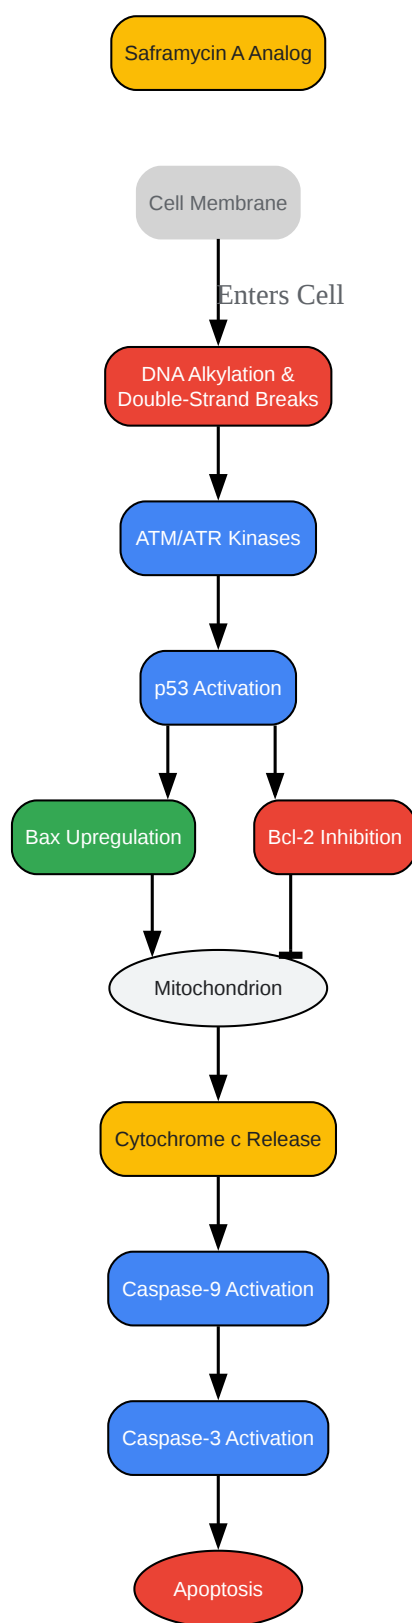 Saframycin A Analog
Cell Membrane
Enters Cell
DNA Alkylation &
Double-Strand Breaks
ATM/ATR Kinases
p53 Activation
Bax Upregulation
Bcl-2 Inhibition
Mitochondrion
Cytochrome c Release
Caspase-9 Activation
Caspase-3 Activation
Apoptosis